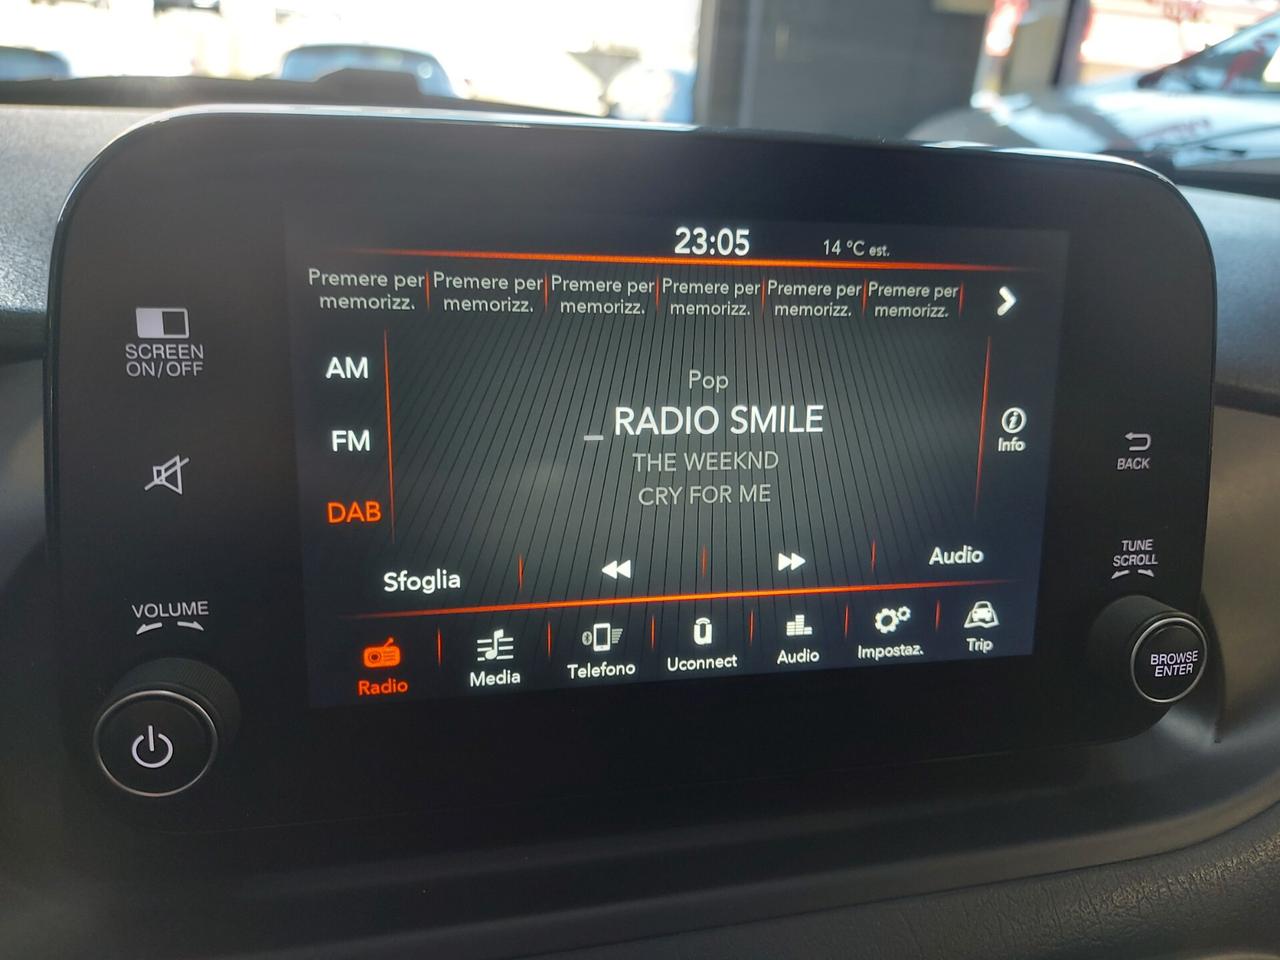 23:05
14 °C est.
Premere per memorizz.
Premere per memorizz.
Premere per memorizz.
Premere per memorizz.
Premere per memorizz.
Premere per memorizz.
SCREEN
ON/OFF
AM
FM
DAB
Pop
_ RADIO SMILE
THE WEEKND
CRY FOR ME
Info
BACK
TUNE
SCROLL
Sfoglia
Audio
VOLUME
Radio
Media
Telefono
Uconnect
Audio
Impostaz.
Trip
BROWSE
ENTER